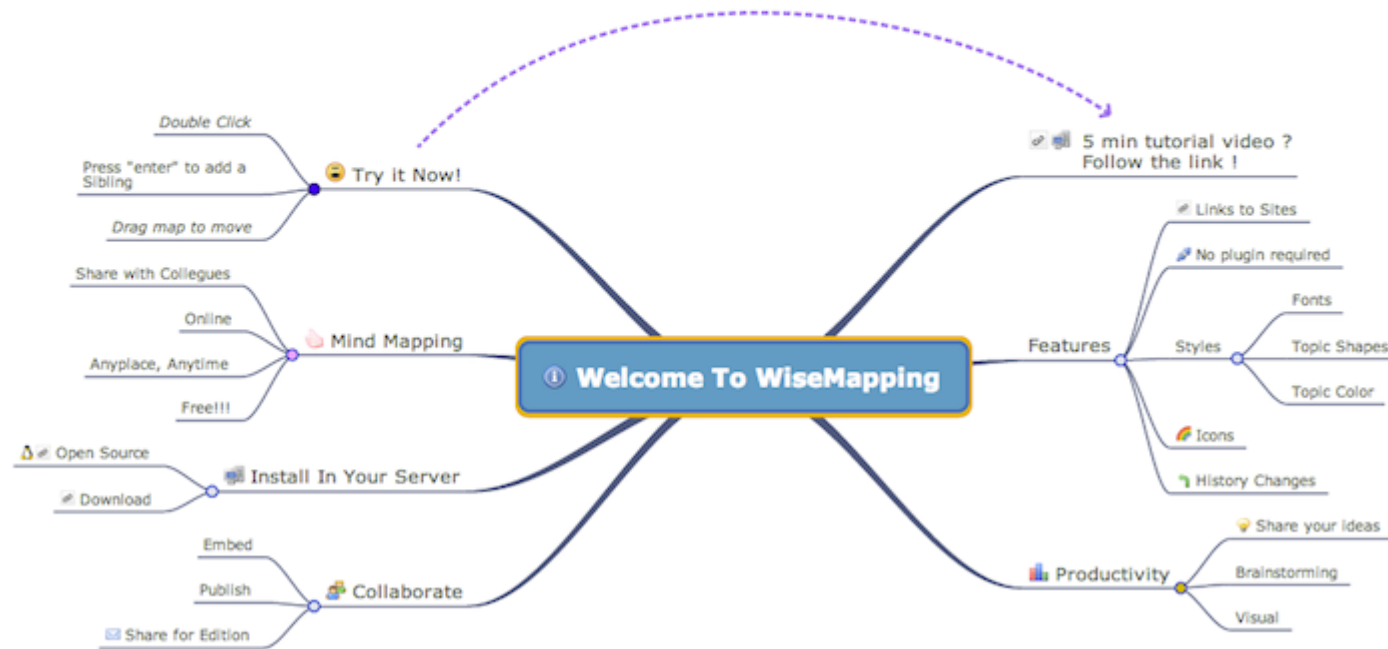 Double Click
Press "enter" to add a
Sibling
Drag map to move
Try it Now!
Share with Collegues
Online
Anyplace, Anytime
Free!!!
Mind Mapping
Open Source
Download
Install In Your Server
Embed
Publish
Share for Edition
Collaborate
Welcome To WiseMapping
5 min tutorial video ?
Follow the link !
Features
Links to Sites
No plugin required
Styles
Fonts
Topic Shapes
Topic Color
Icons
History Changes
Productivity
Share your ideas
Brainstorming
Visual